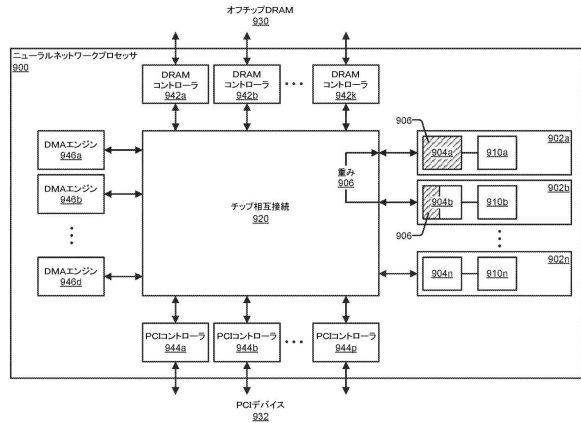 オフチップDRAM
930
ニューラルネットワークプロセッサ
900
DRAM
コントローラ
942a
DRAM
コントローラ
942b
DRAM
コントローラ
942k
DMAエンジン
946a
DMAエンジン
946b
DMAエンジン
946d
チップ相互接続
920
重み
906
906
902a
904a
910a
902b
904b
910b
906
902n
904n
910n
PCIコントローラ
944a
PCIコントローラ
944b
PCIコントローラ
944p
PCIデバイス
932